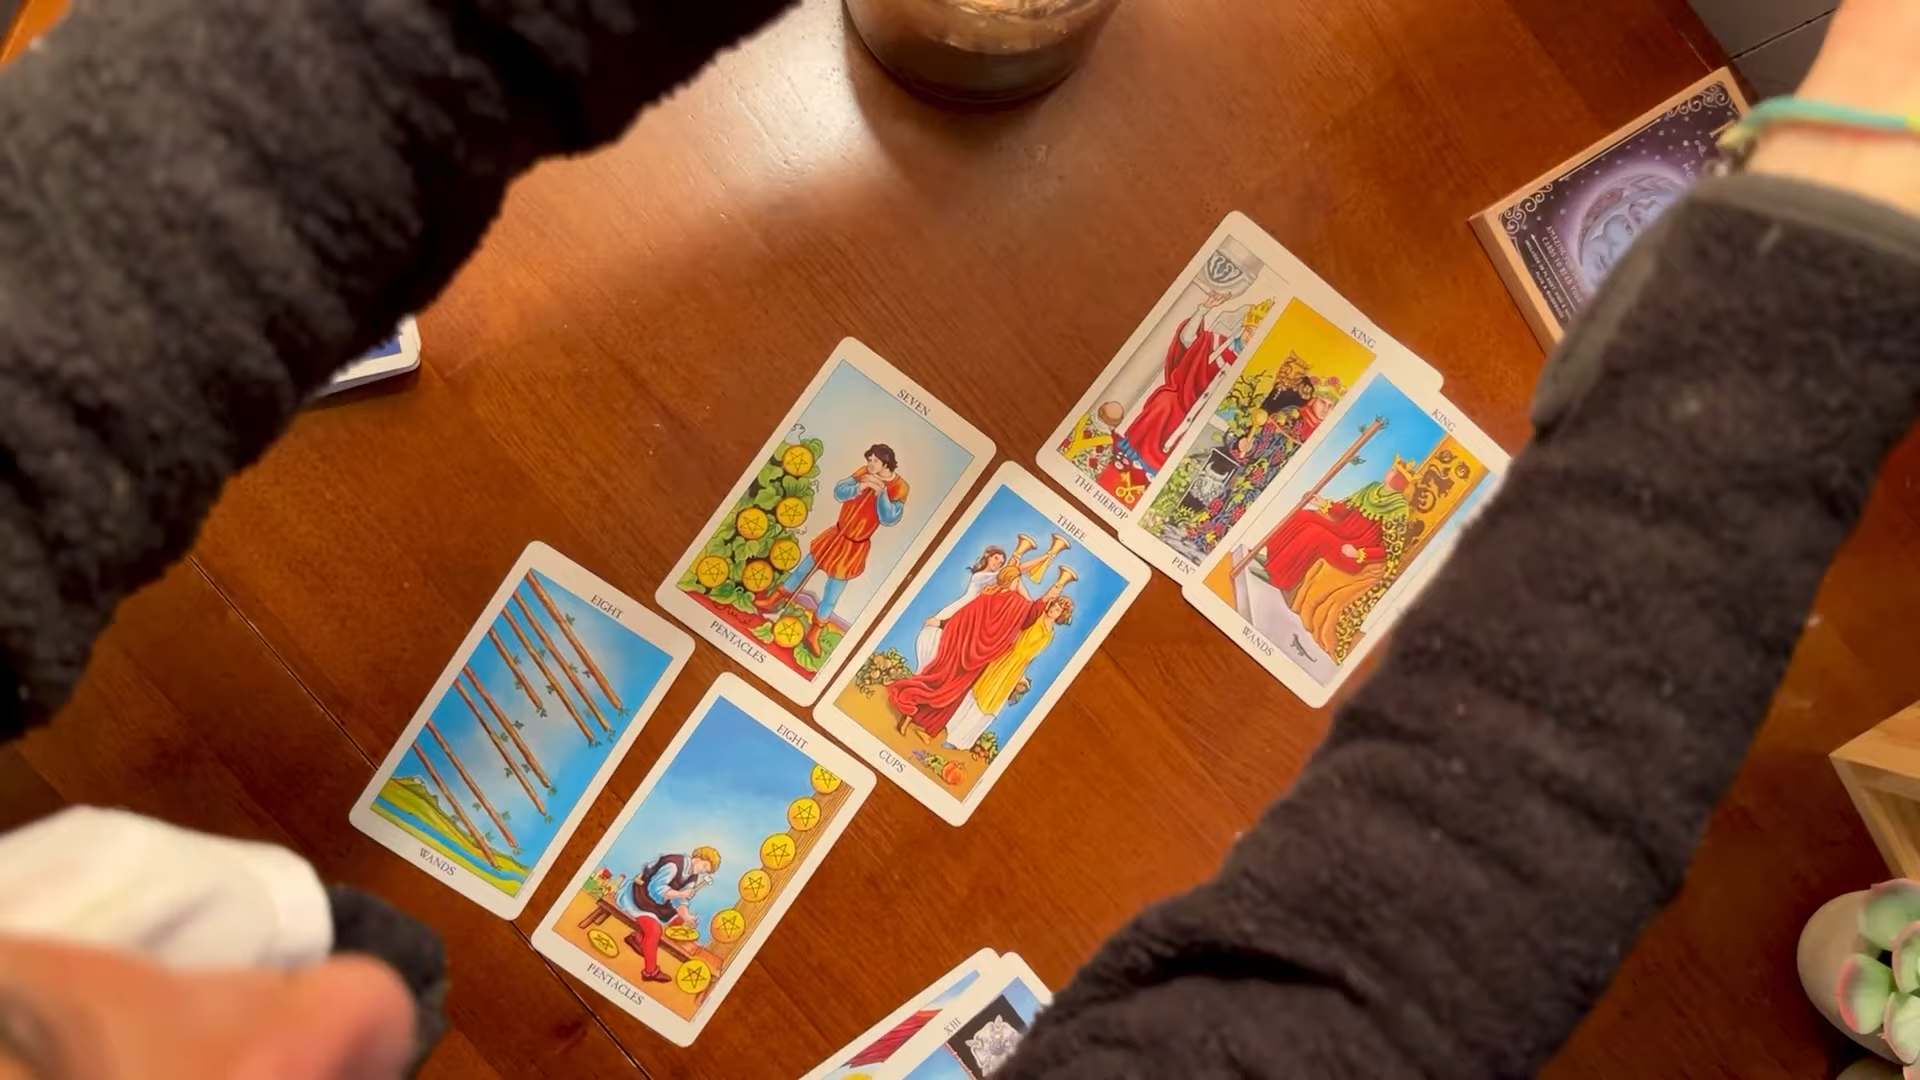 KING
KING
SEVEN
THE HIEROP
THREE
PEN
EIGHT
PENTACLES
WANDS
EIGHT
CUPS
WANDS
PENTACLES
XIII